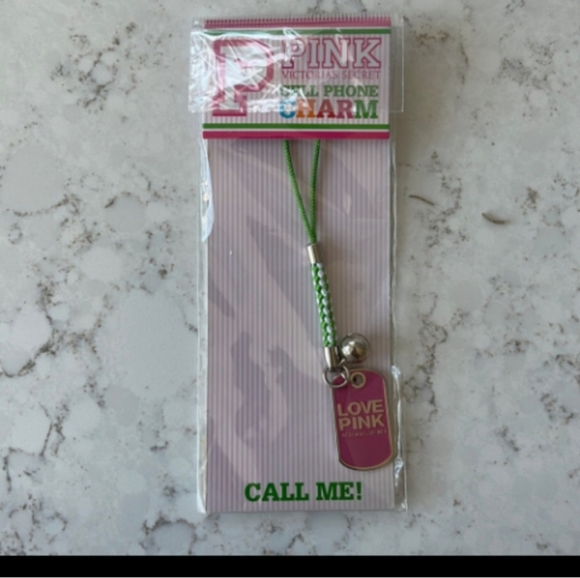 P PINK
VICTORIA'S SECRET
CELL PHONE
CHARM
LOVE
PINK
CALL ME!